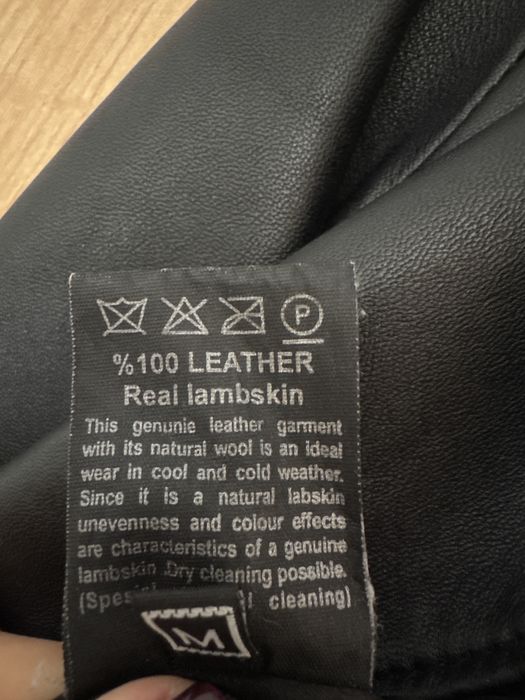 P
%100 LEATHER
Real lambskin
This genunie leather garment
with its natural wool is an ideal
wear in cool and cold weather.
Since it is a natural labskin
unevenness and colour effects
are characteristics of a genuine
lambskin .Dry cleaning possible.
cleaning)
M